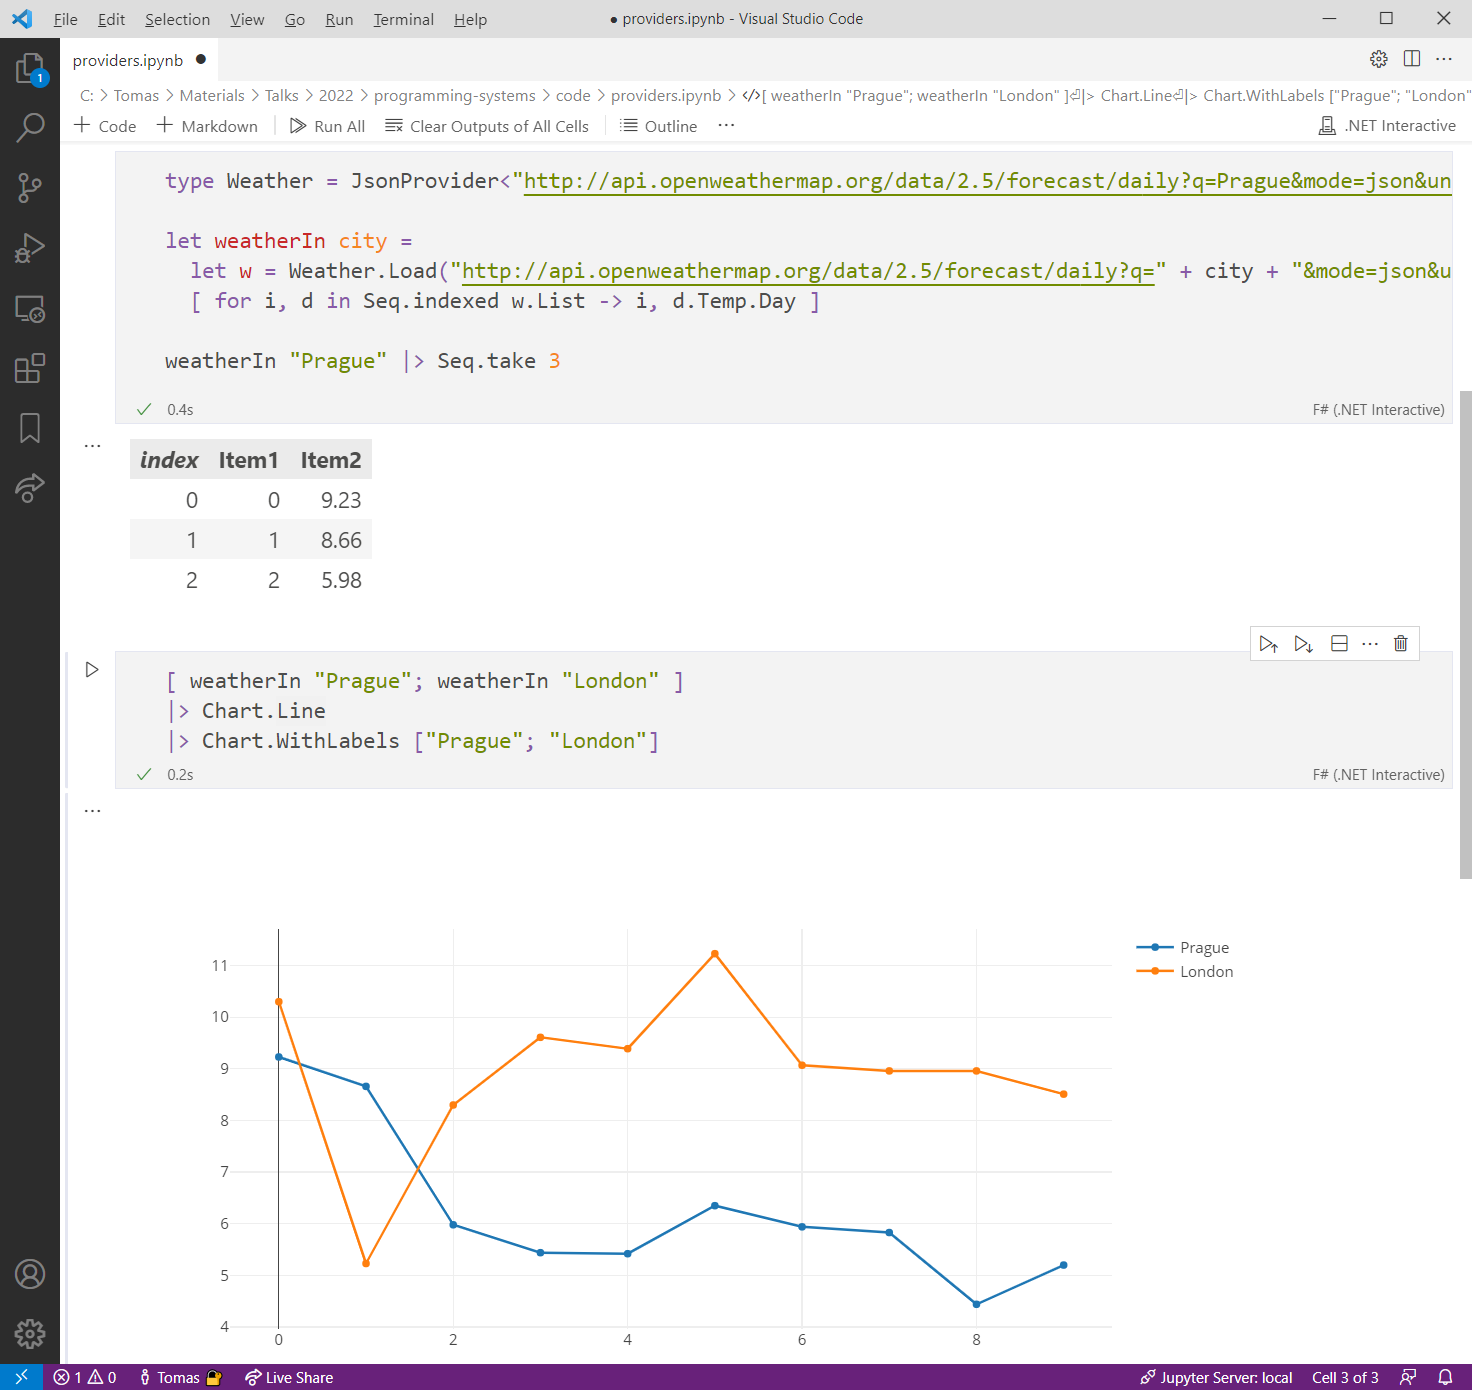 File Edit Selection View Go Run Terminal Help ● providers.ipynb - Visual Studio Code
providers.ipynb ●
1
C: > Tomas > Materials > Talks > 2022 > programming-systems > code > providers.ipynb > </>[ weatherIn "Prague"; weatherIn "London" ]⏎|> Chart.Line⏎|> Chart.WithLabels ["Prague"; "London"
+ Code + Markdown Run All Clear Outputs of All Cells Outline ··· .NET Interactive
type Weather = JsonProvider<"http://api.openweathermap.org/data/2.5/forecast/daily?q=Prague&mode=json&un
let weatherIn city =
let w = Weather.Load("http://api.openweathermap.org/data/2.5/forecast/daily?q=" + city + "&mode=json&u
[ for i, d in Seq.indexed w.List -> i, d.Temp.Day ]
weatherIn "Prague" |> Seq.take 3
✓ 0.4s F# (.NET Interactive)
...
index Item1 Item2
0 0 9.23
1 1 8.66
2 2 5.98
[ weatherIn "Prague"; weatherIn "London" ]
|> Chart.Line
|> Chart.WithLabels ["Prague"; "London"]
✓ 0.2s F# (.NET Interactive)
...
Prague
London
11
10
9
8
7
6
5
4
0 2 4 6 8
1 0 Tomas Live Share Jupyter Server: local Cell 3 of 3